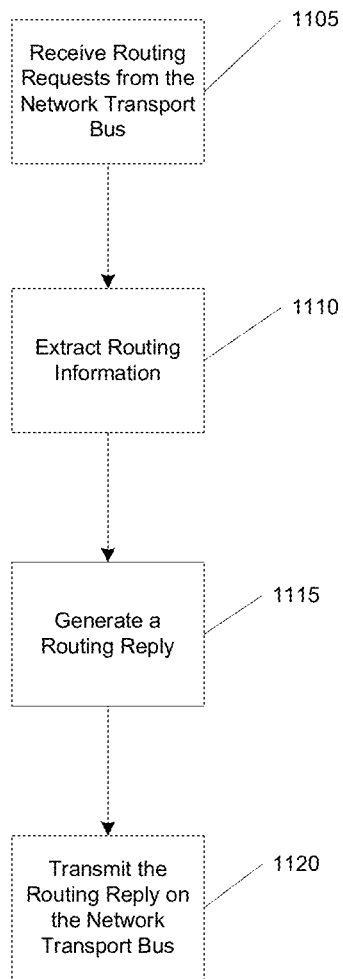 1105
Receive Routing
Requests from the
Network Transport
Bus
1110
Extract Routing
Information
1115
Generate a
Routing Reply
1120
Transmit the
Routing Reply on
the Network
Transport Bus